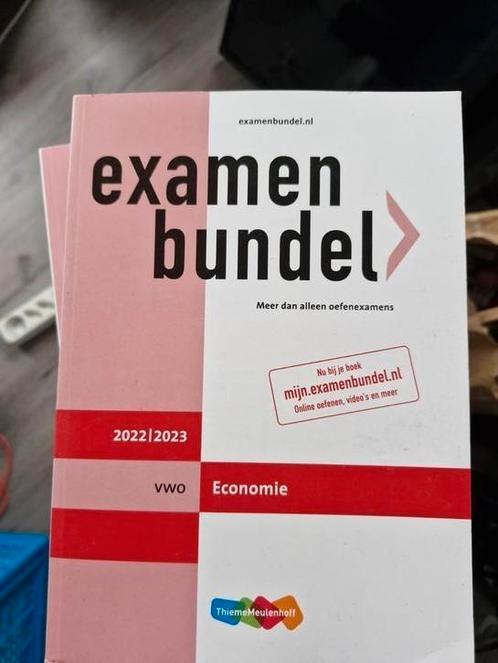 examenbundel.nl
examen
bundel
Meer dan alleen oefenexamens
Nu bij je boek
mijn.examenbundel.nl
Online oefenen, video's en meer
2022|2023
vwo Economie
ThiemeMeulenhoff